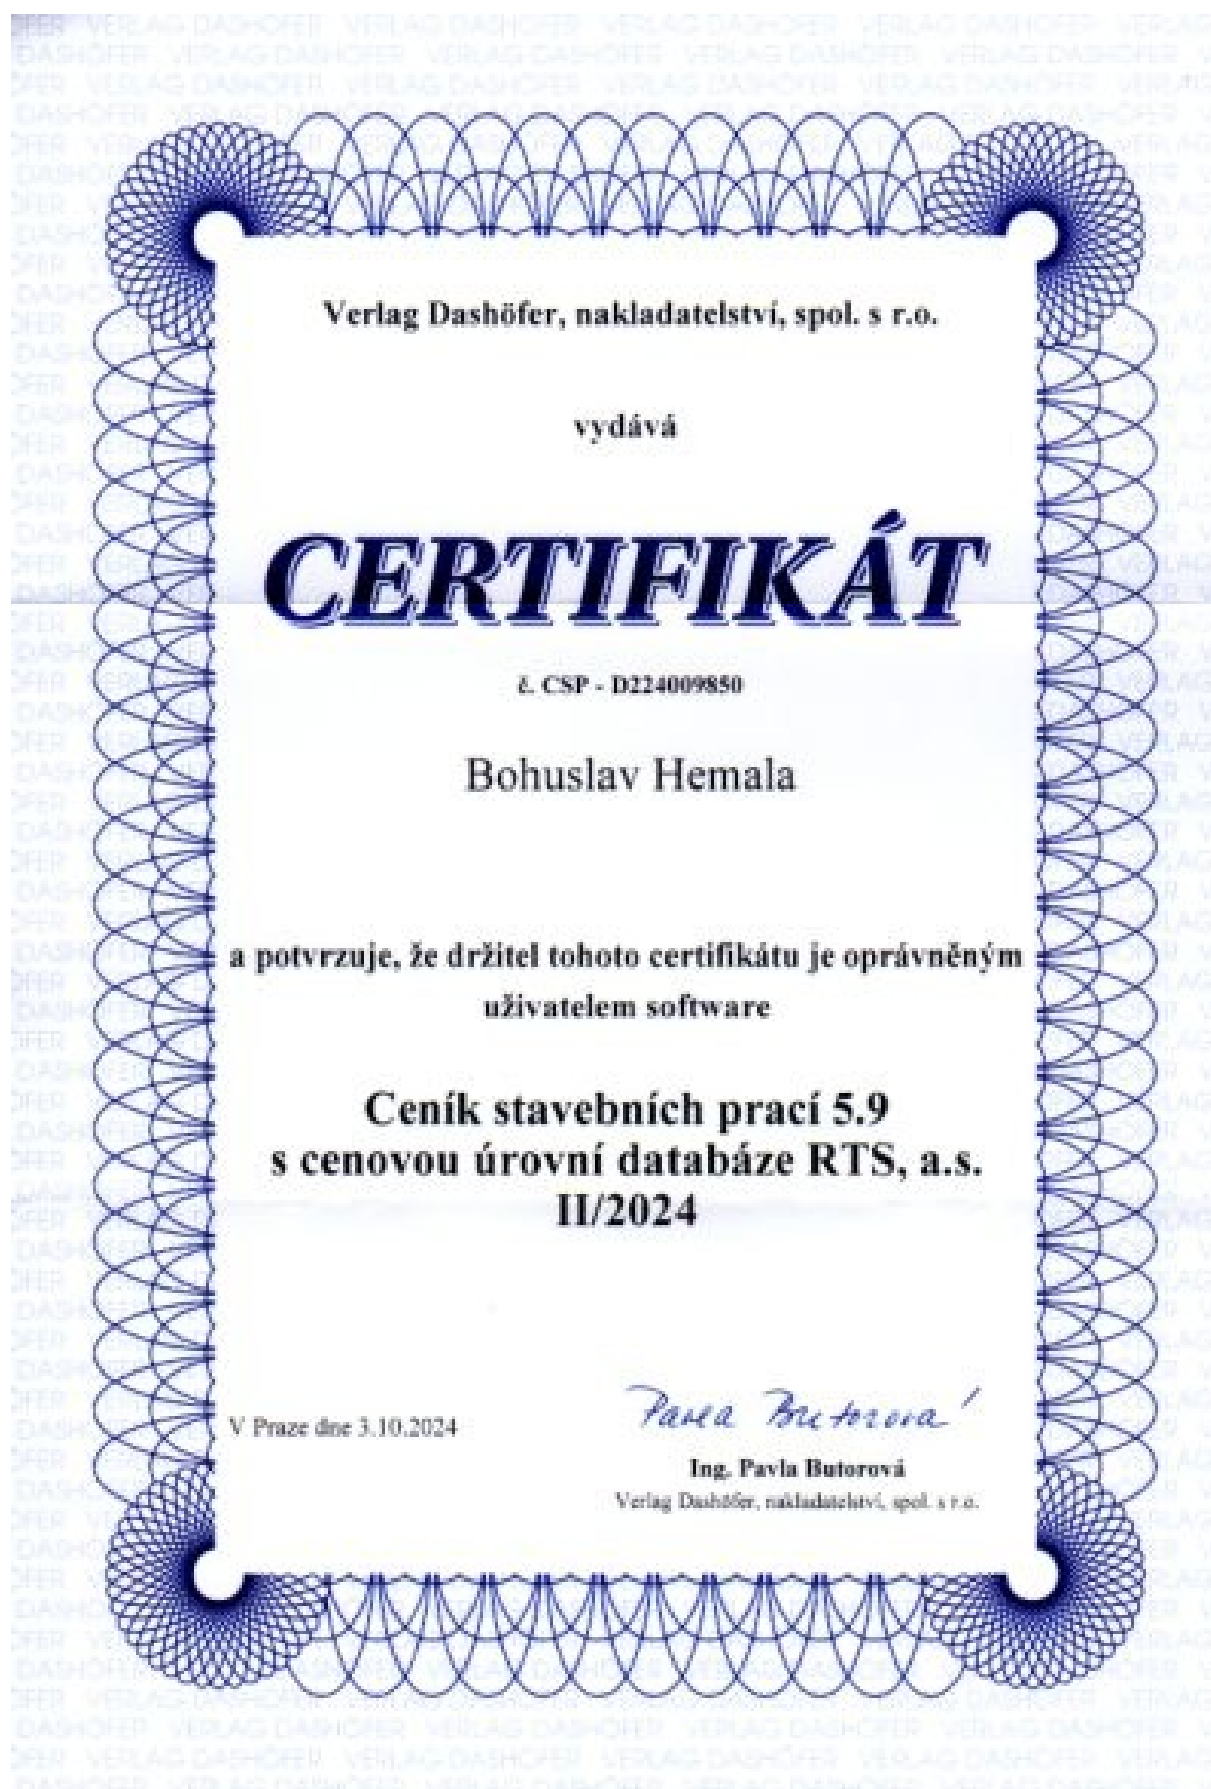 Verlag Dashöfer, nakladatelství, spol. s r.o.
vydává
CERTIFIKÁT
č. CSP - D224009850
Bohuslav Hemala
a potvrzuje, že držitel tohoto certifikátu je oprávněným
uživatelem software
Ceník stavebních prací 5.9
s cenovou úrovní databáze RTS, a.s.
II/2024
V Praze dne 3.10.2024
Pavla Butorová
Ing. Pavla Butorová
Verlag Dashöfer, nakladatelství, spol. s r.o.